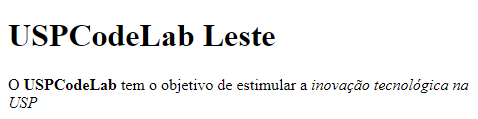 USPCodeLab Leste
O USPCodeLab tem o objetivo de estimular a inovação tecnológica na
USP